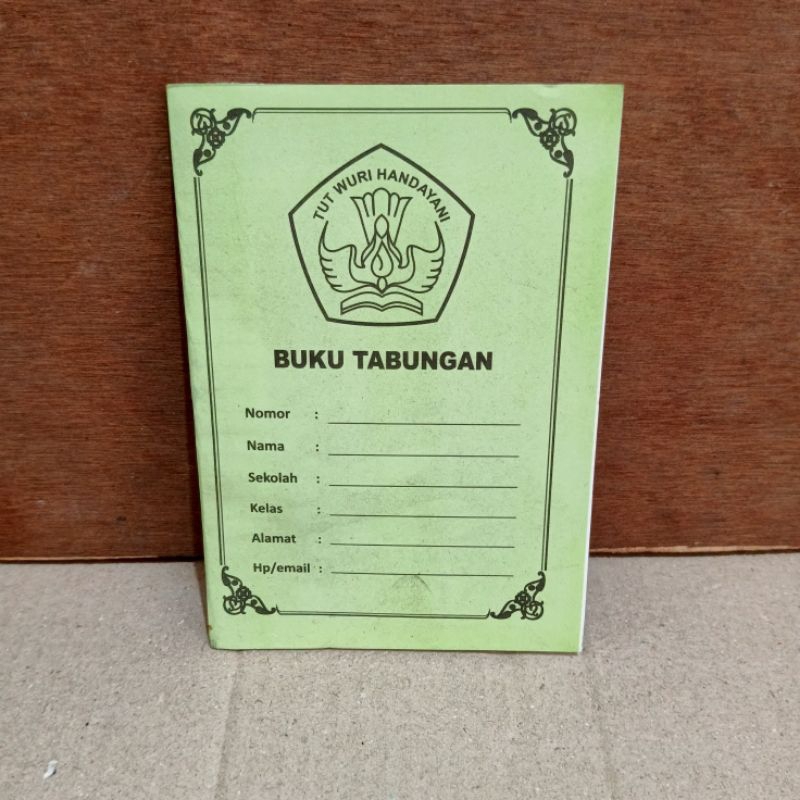 TUT WURI HANDAYANI
BUKU TABUNGAN
Nomor :
Nama :
Sekolah :
Kelas :
Alamat :
Hp/email :